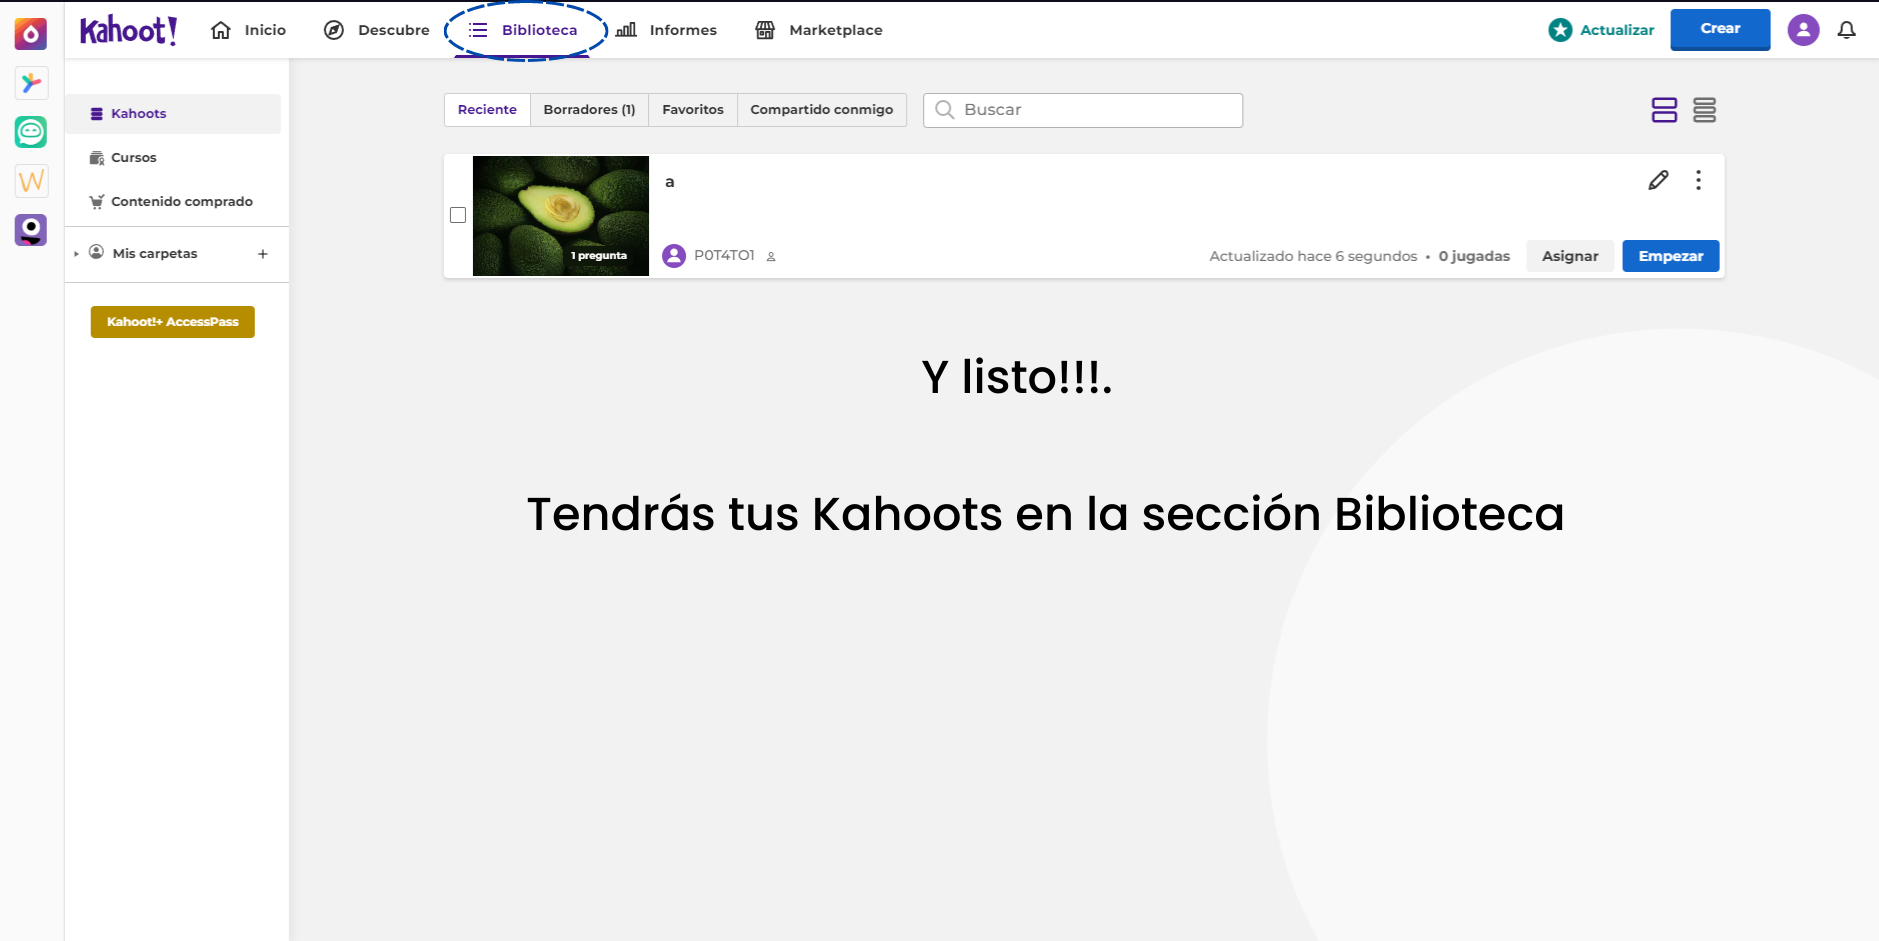 Kahoot!
Inicio
Descubre
Biblioteca
Informes
Marketplace
Actualizar
Crear
Kahoots
Cursos
Contenido comprado
Mis carpetas
+
Kahoot!+ AccessPass
Reciente
Borradores (1)
Favoritos
Compartido conmigo
Buscar
a
1 pregunta
P0T4TO1
Actualizado hace 6 segundos • 0 jugadas
Asignar
Empezar
W
Y listo!!!.
Tendrás tus Kahoots en la sección Biblioteca